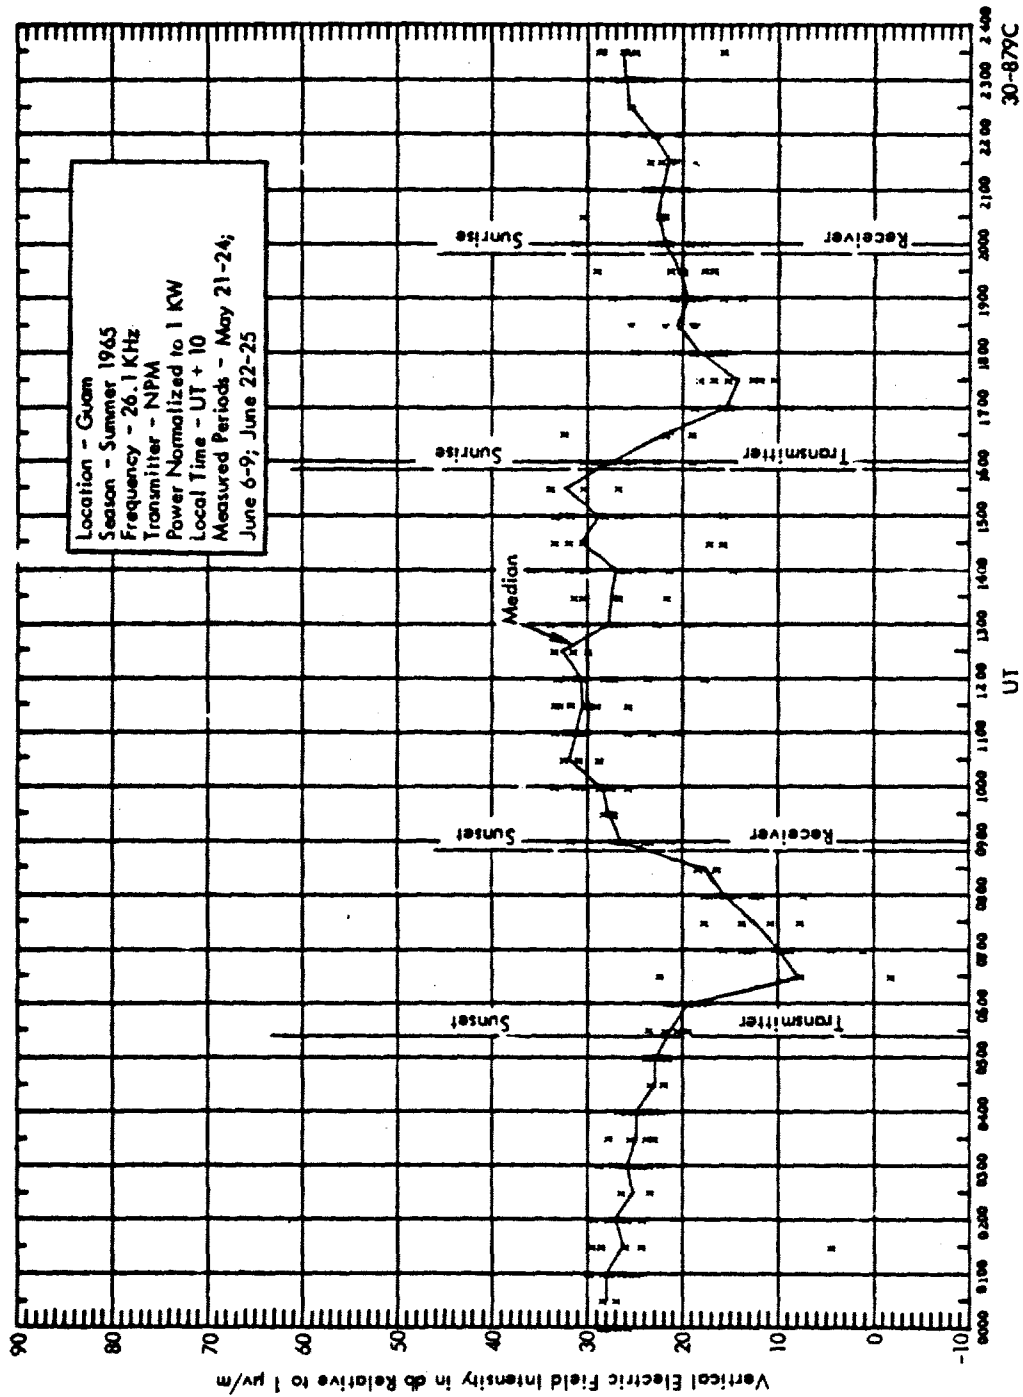 Location - Guam
Season - Summer 1965
Frequency - 26.1 KHz
Transmitter - NPM
Power Normalized to 1 KW
Local Time - UT + 10
Measured Periods - May 21-24;
June 6-9; June 22-25
Median
Sunset
Sunset
Sunrise
Sunrise
Transmitter
Receiver
Transmitter
Receiver
Vertical Electric Field Intensity in db Relative to 1 μv/m
90
80
70
60
50
40
30
20
10
0
-10
0000 0100 0200 0300 0400 0500 0600 0700 0800 0900 1000 1100 1200 1300 1400 1500 1600 1700 1800 1900 2000 2100 2200 2300 2400
UT
30-879C